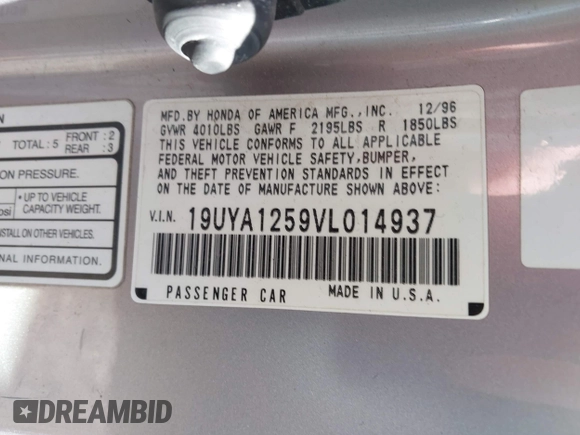 N
TOTAL: 5 FRONT : 2
REAR : 3
ON PRESSURE.
psi • UP TO VEHICLE
CAPACITY WEIGHT.
INSTALL ON OTHER VEHICLES.
AL INFORMATION.
MFD.BY HONDA OF AMERICA MFG.,INC. 12/96
GVWR 4010LBS GAWR F 2195LBS R 1850LBS
THIS VEHICLE CONFORMS TO ALL APPLICABLE
FEDERAL MOTOR VEHICLE SAFETY,BUMPER,
AND THEFT PREVENTION STANDARDS IN EFFECT
ON THE DATE OF MANUFACTURE SHOWN ABOVE:
V.I.N. 19UYA1259VL014937
PASSENGER CAR MADE IN U.S.A.
DREAMBID